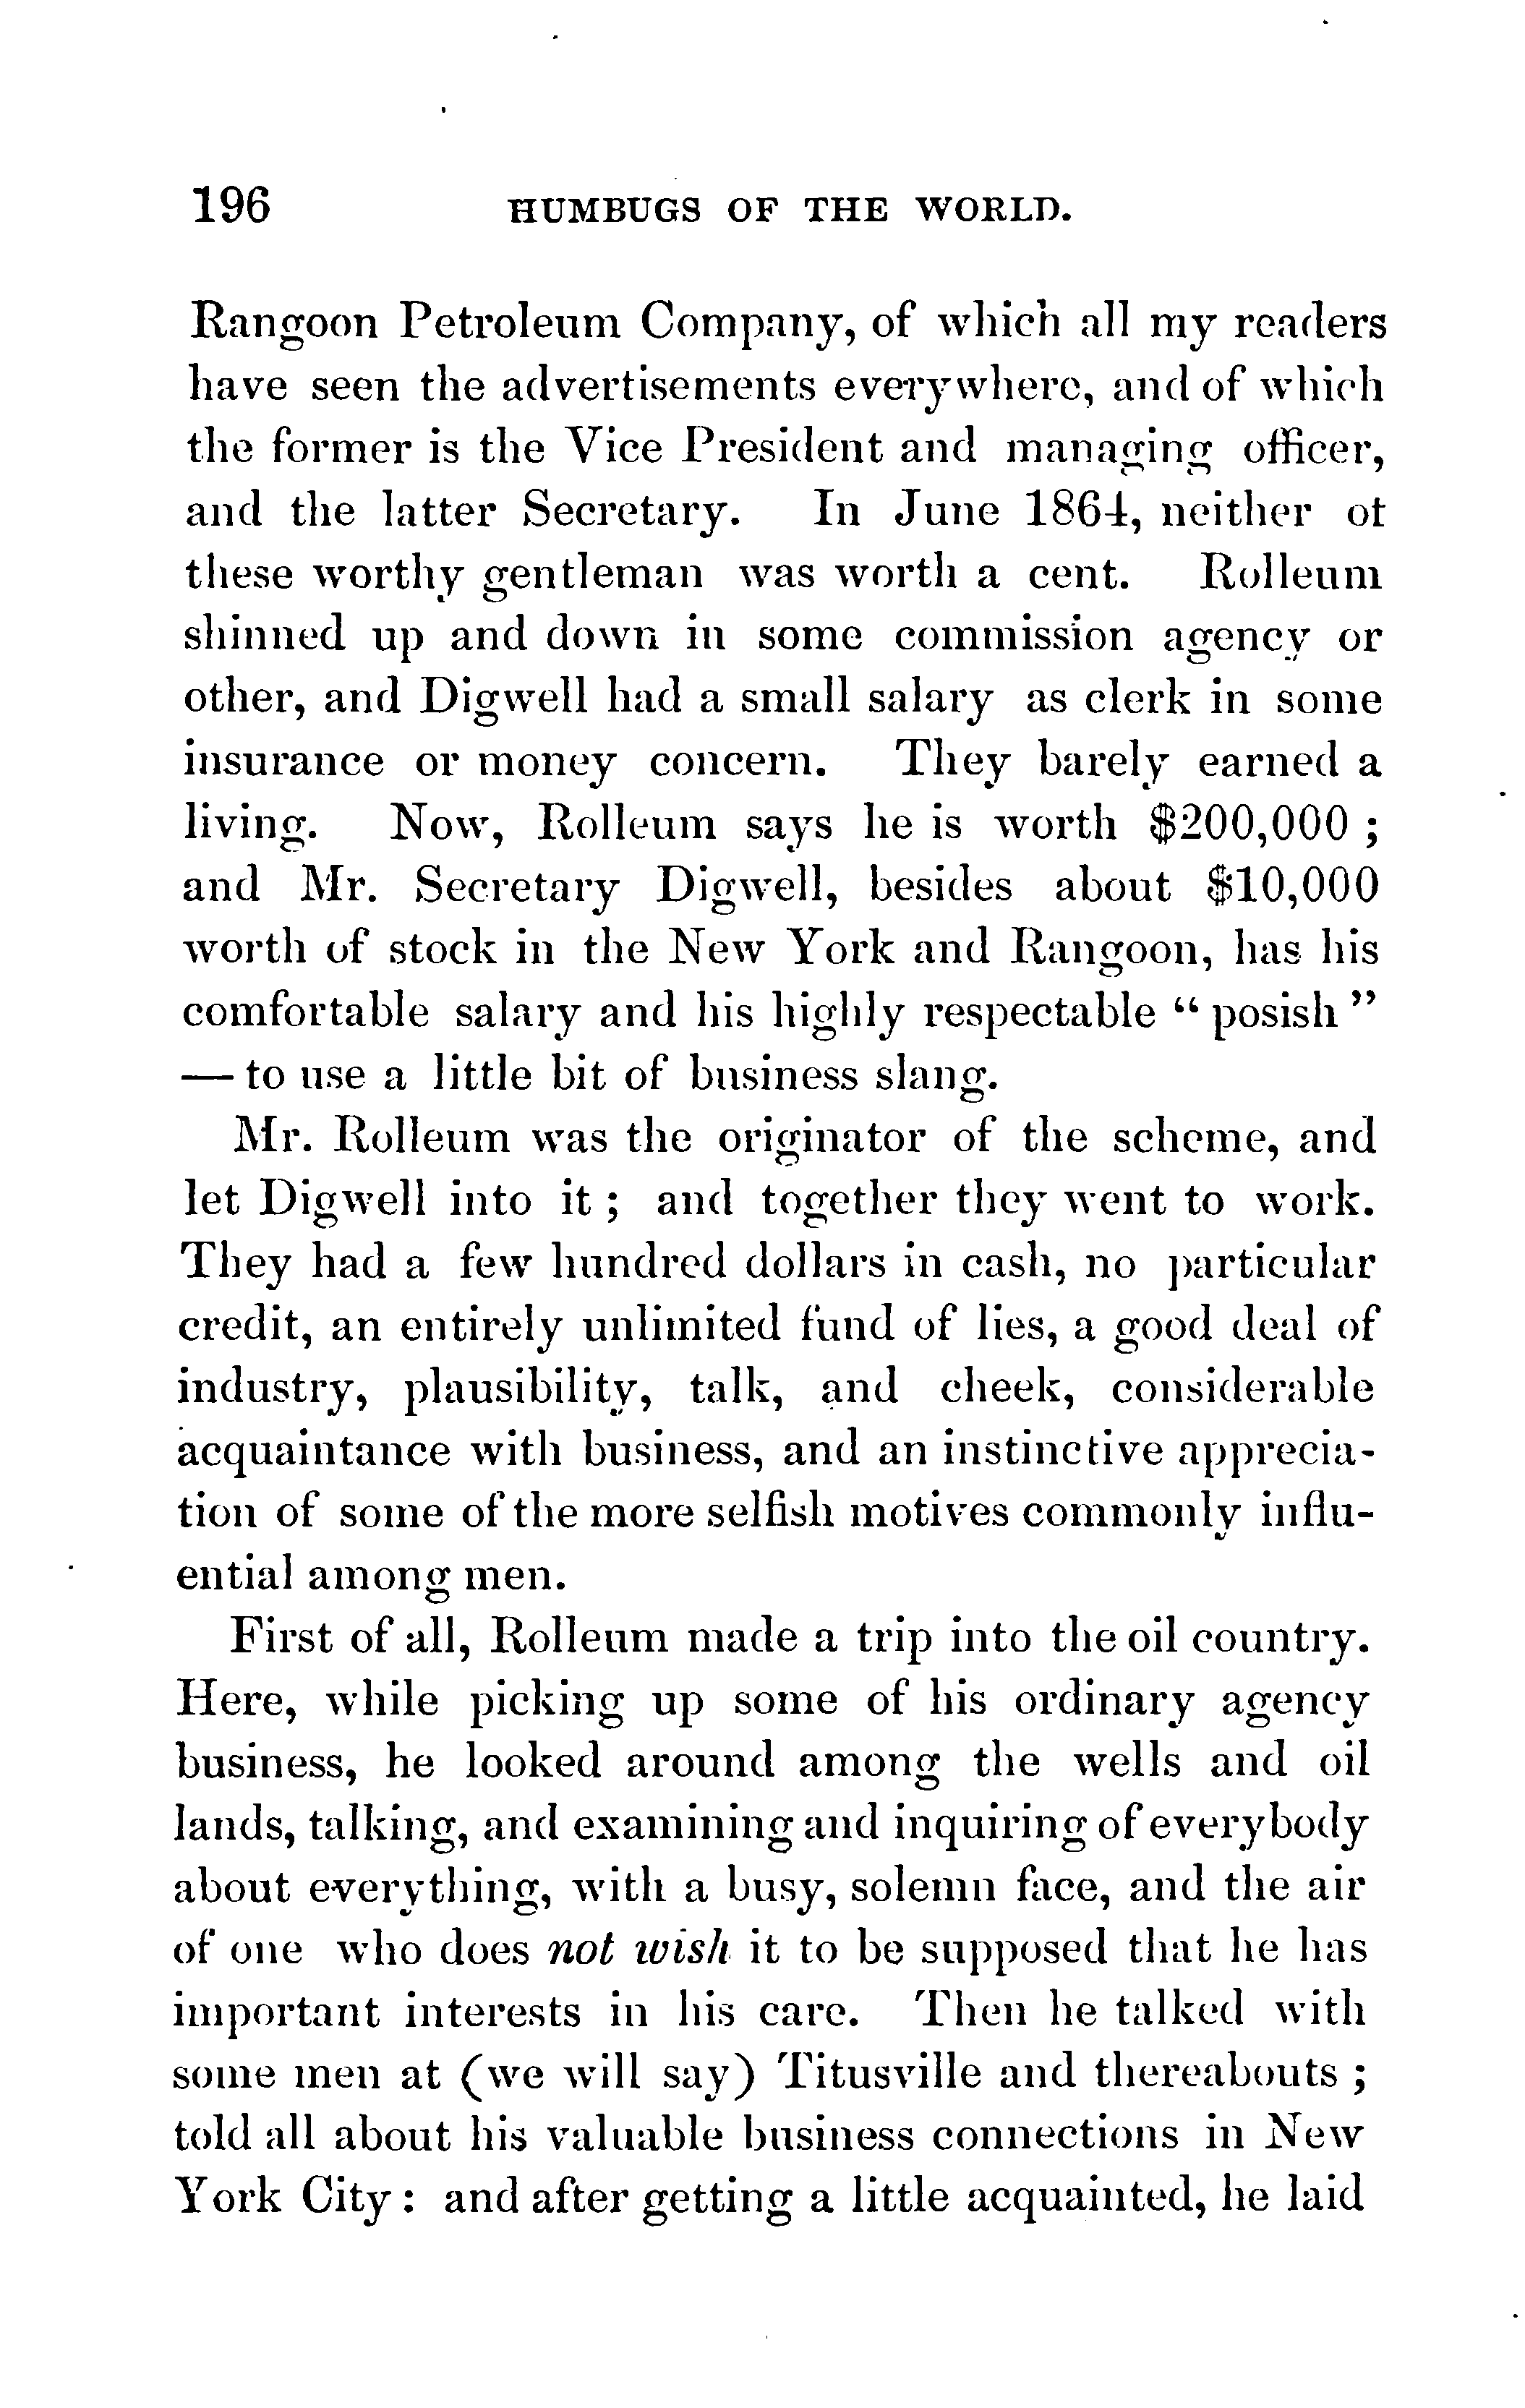 196 HUMBUGS OF THE WORLD.
Rangoon Petroleum Company, of which all my readers
have seen the advertisements everywhere, and of which
the former is the Vice President and managing officer,
and the latter Secretary. In June 1864, neither ot
these worthy gentleman was worth a cent. Rolleum
shinned up and down in some commission agency or
other, and Digwell had a small salary as clerk in some
insurance or money concern. They barely earned a
living. Now, Rolleum says he is worth $200,000 ;
and Mr. Secretary Digwell, besides about $10,000
worth of stock in the New York and Rangoon, has his
comfortable salary and his highly respectable “ posish ”
— to use a little bit of business slang.
Mr. Rolleum was the originator of the scheme, and
let Digwell into it ; and together they went to work.
They had a few hundred dollars in cash, no particular
credit, an entirely unlimited fund of lies, a good deal of
industry, plausibility, talk, and cheek, considerable
acquaintance with business, and an instinctive apprecia-
tion of some of the more selfish motives commonly influ-
ential among men.
First of all, Rolleum made a trip into the oil country.
Here, while picking up some of his ordinary agency
business, he looked around among the wells and oil
lands, talking, and examining and inquiring of everybody
about everything, with a busy, solemn face, and the air
of one who does not wish it to be supposed that he has
important interests in his care. Then he talked with
some men at (we will say) Titusville and thereabouts ;
told all about his valuable business connections in New
York City : and after getting a little acquainted, he laid